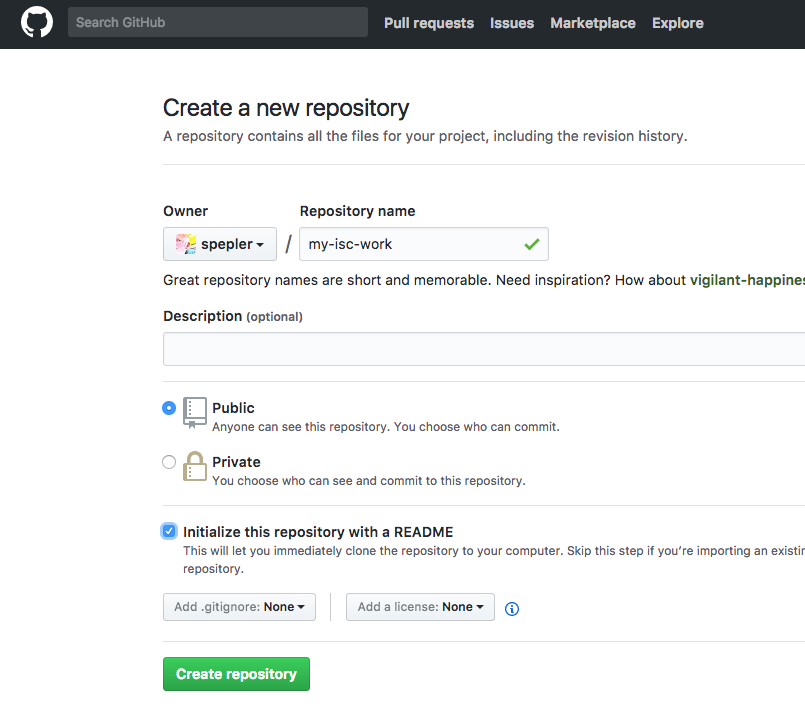 Search GitHub Pull requests Issues Marketplace Explore
Create a new repository
A repository contains all the files for your project, including the revision history.
Owner Repository name
spepler / my-isc-work
Great repository names are short and memorable. Need inspiration? How about vigilant-happines
Description (optional)
Public
Anyone can see this repository. You choose who can commit.
Private
You choose who can see and commit to this repository.
Initialize this repository with a README
This will let you immediately clone the repository to your computer. Skip this step if you’re importing an existin
repository.
Add .gitignore: None Add a license: None
Create repository